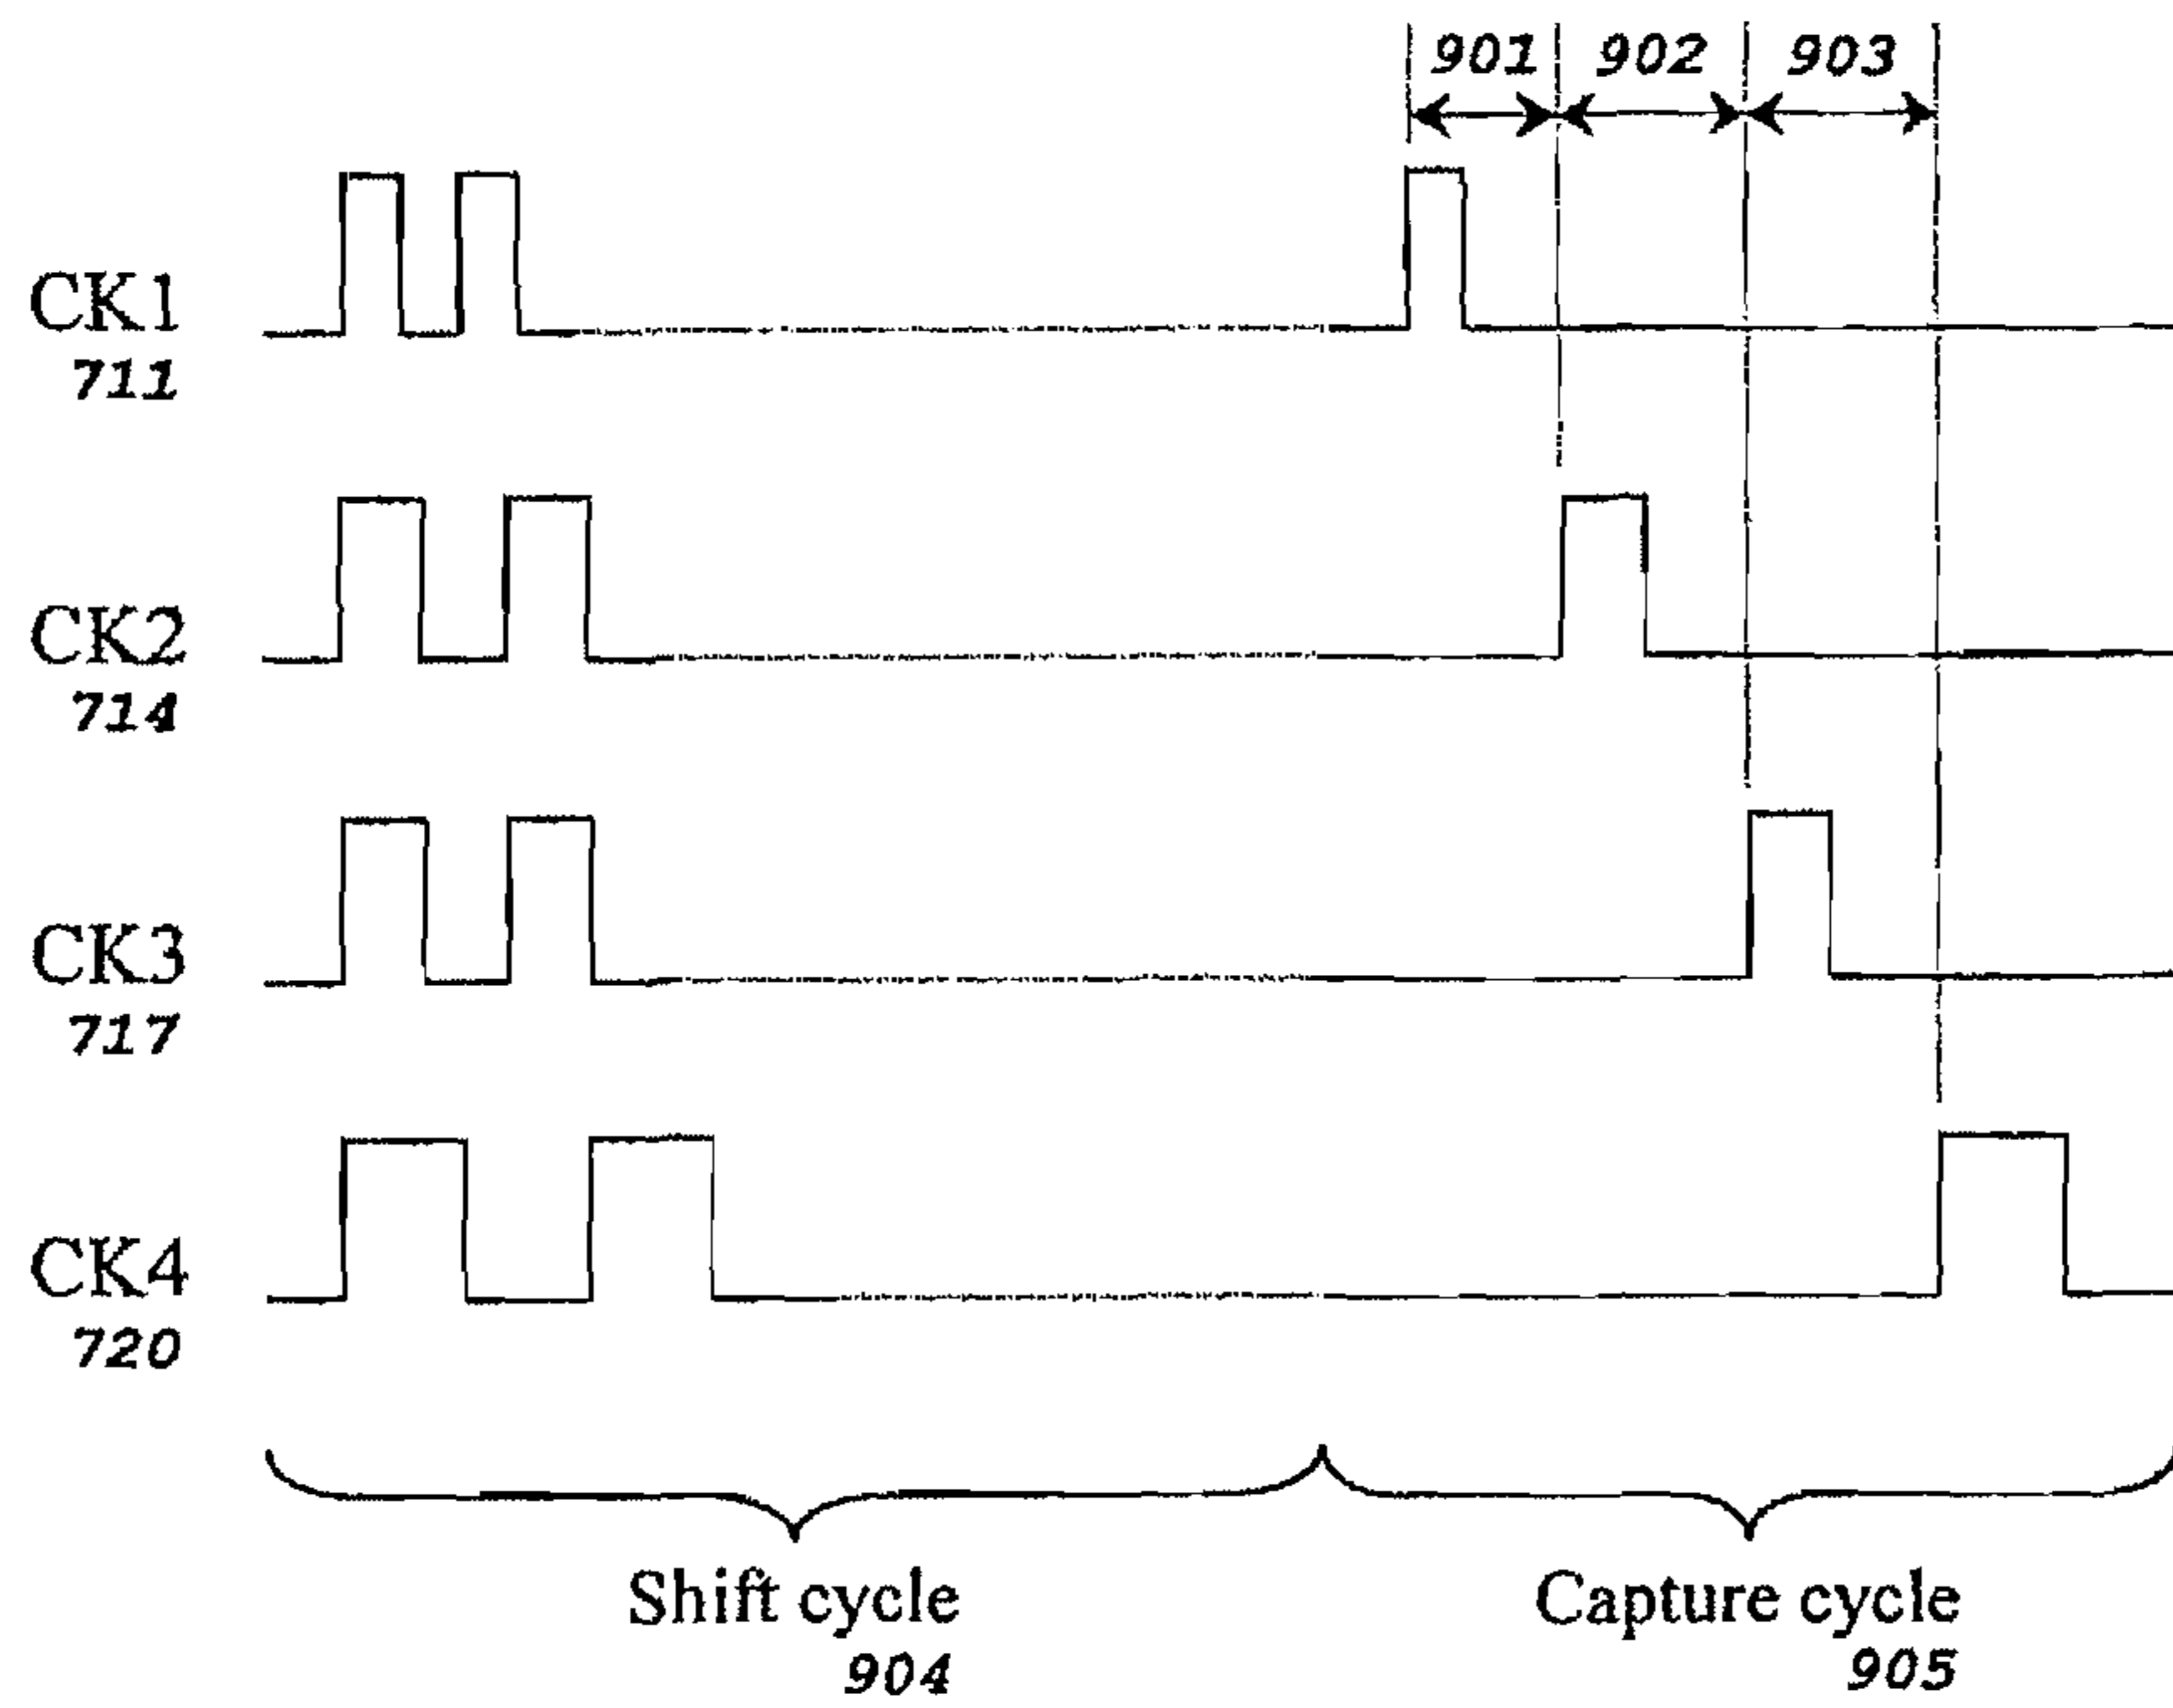 901 902 903
CK1
711
CK2
714
CK3
717
CK4
720
Shift cycle
904
Capture cycle
905